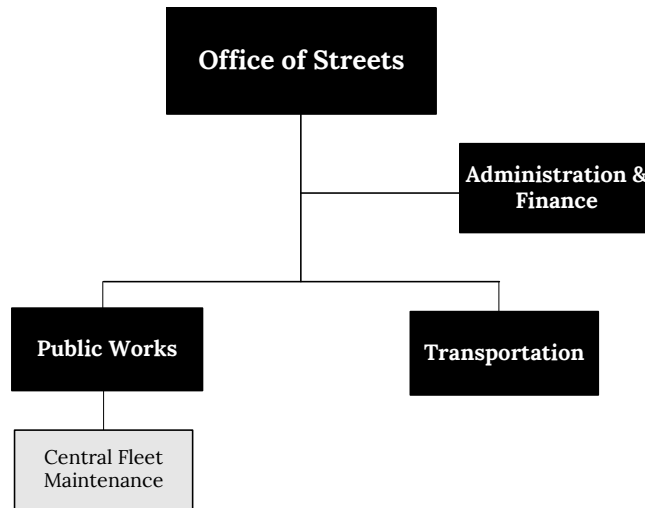 Office of Streets
Administration &
Finance
Public Works
Transportation
Central Fleet
Maintenance